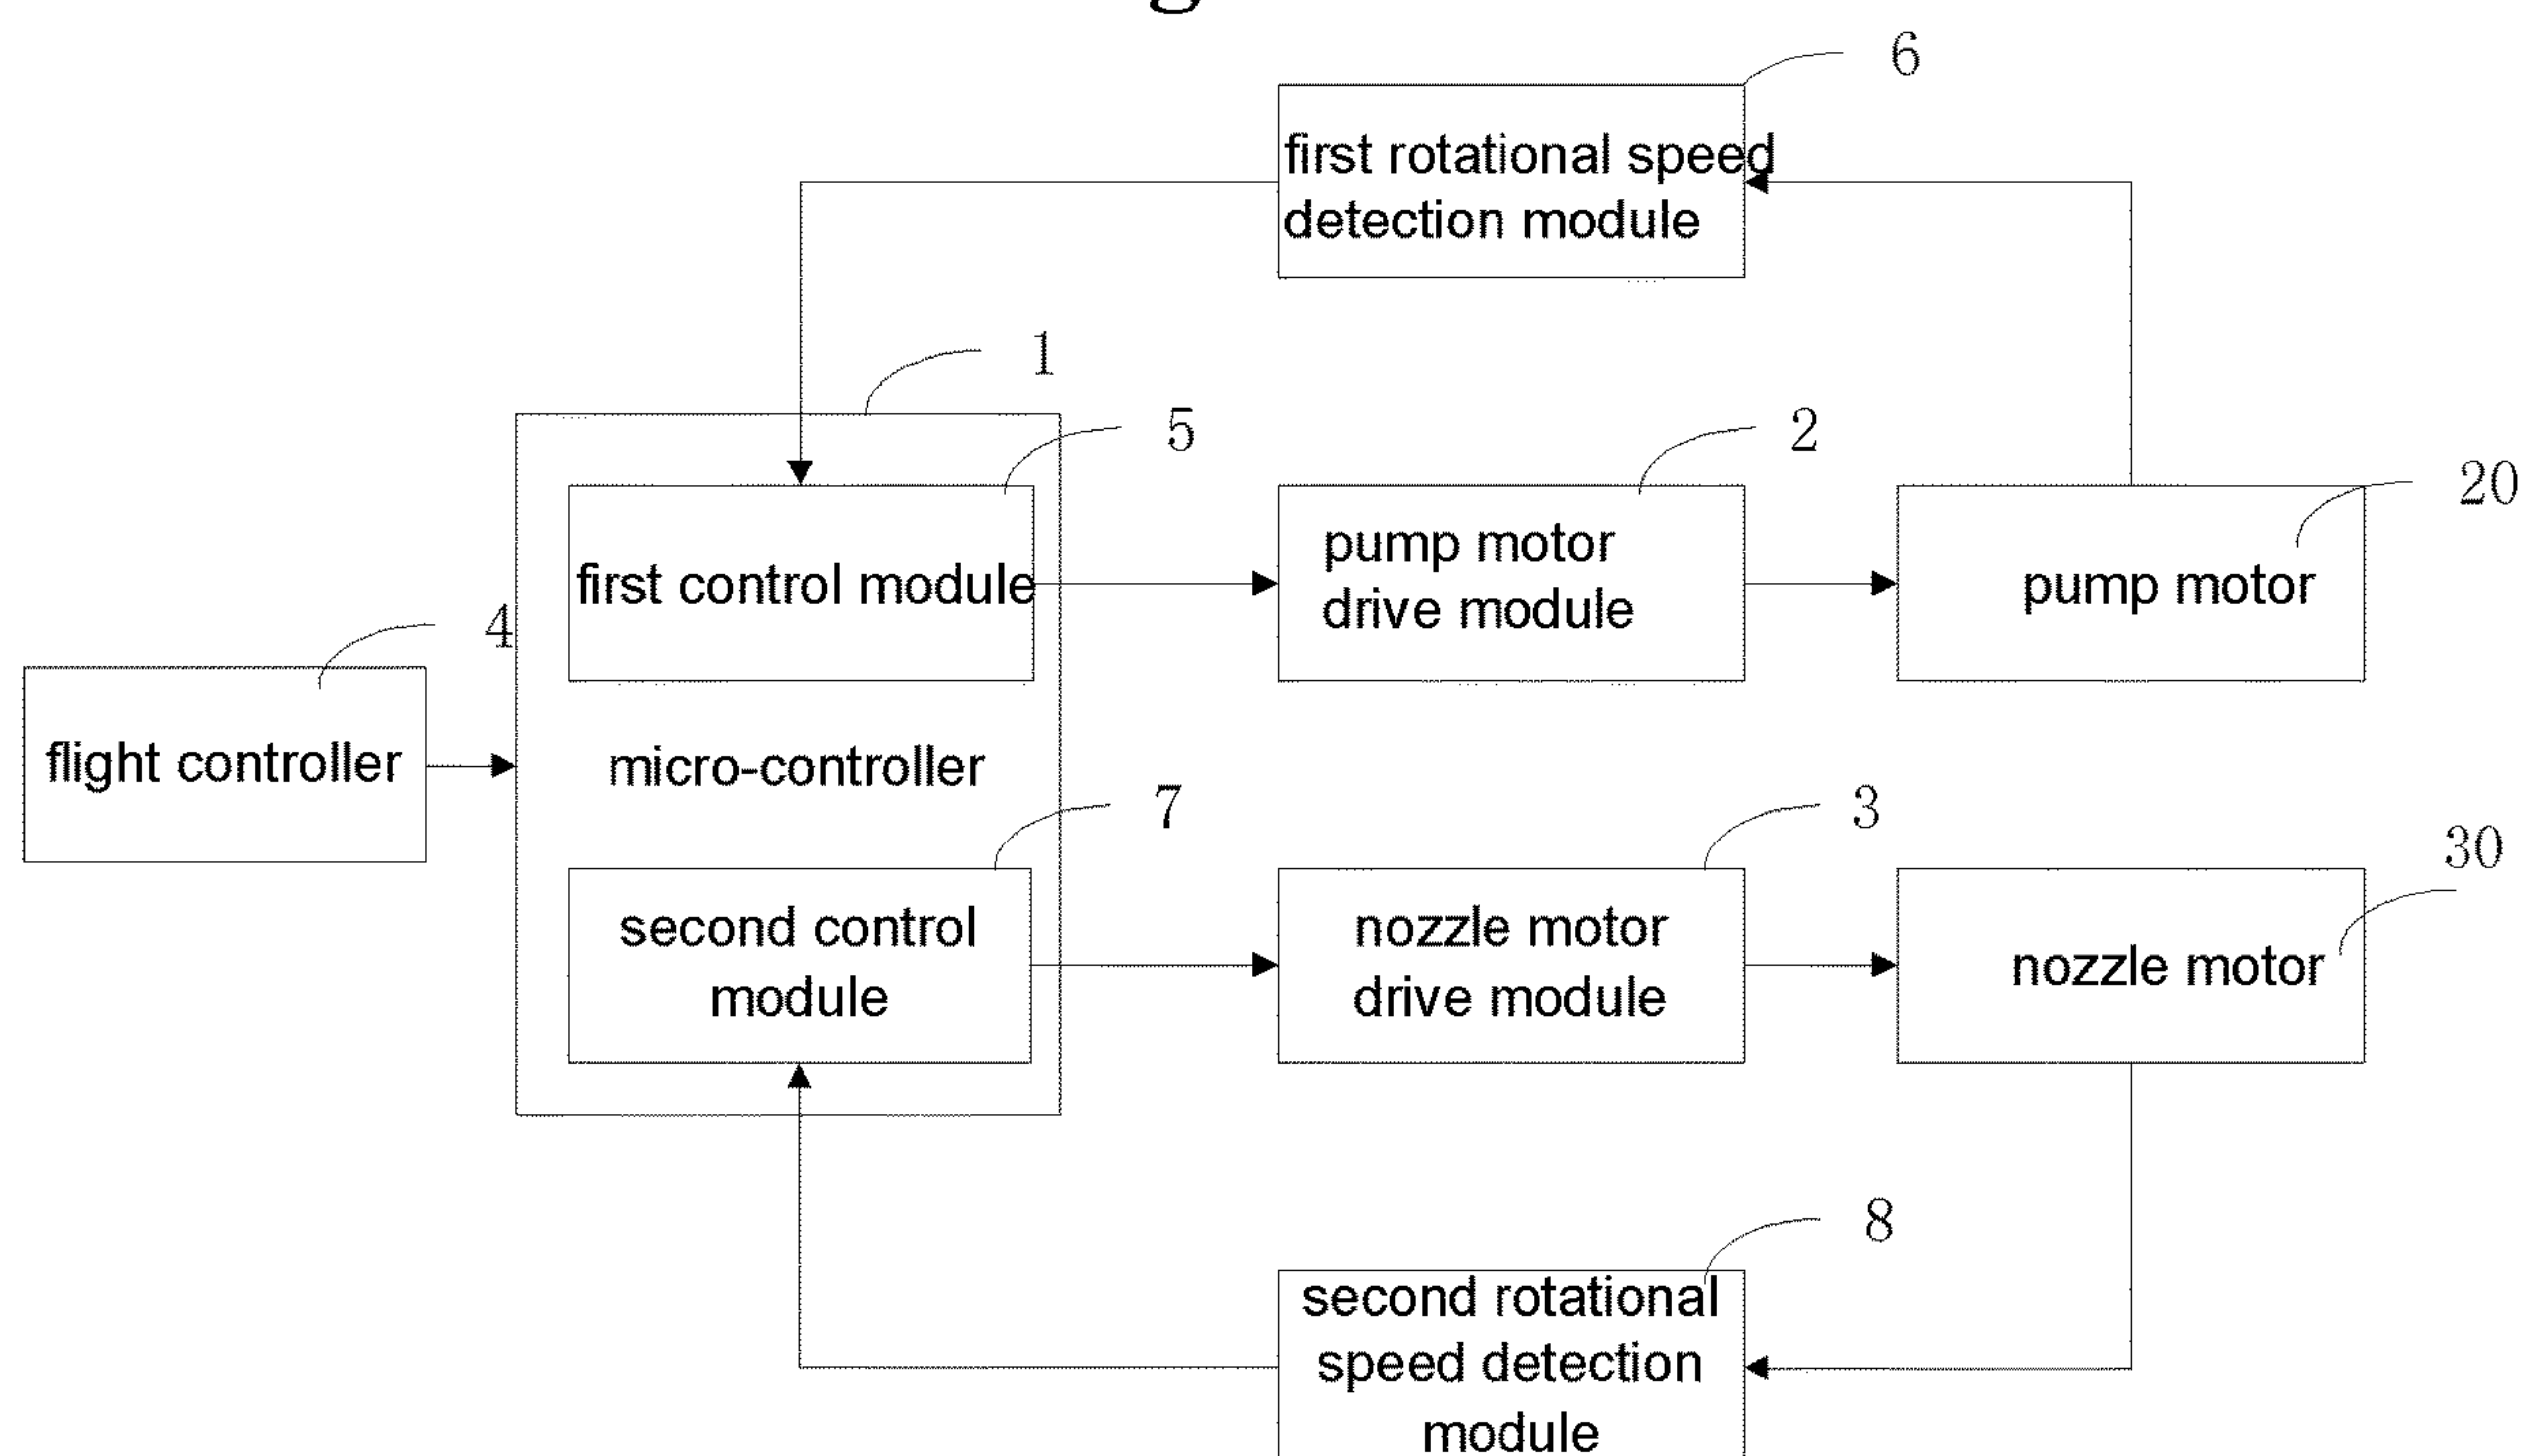 6
first rotational speed
detection module
1
5
2
20
first control module
pump motor
drive module
pump motor
4
flight controller
micro-controller
7
3
30
second control
module
nozzle motor
drive module
nozzle motor
8
second rotational
speed detection
module